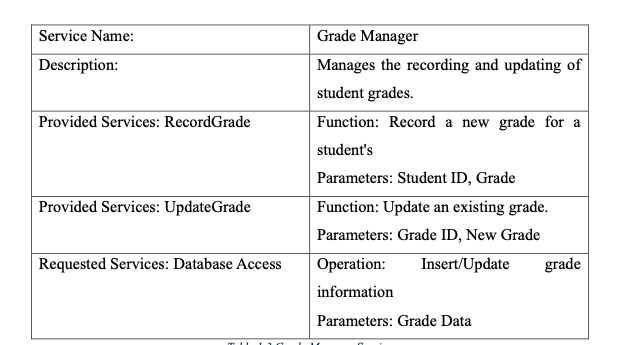 Service Name:
Grade Manager
Description:
Manages the recording and updating of
student grades.
Provided Services: RecordGrade
Function: Record a new grade for a
student's
Parameters: Student ID, Grade
Provided Services: UpdateGrade
Function: Update an existing grade.
Parameters: Grade ID, New Grade
Requested Services: Database Access
Operation: Insert/Update grade
information
Parameters: Grade Data